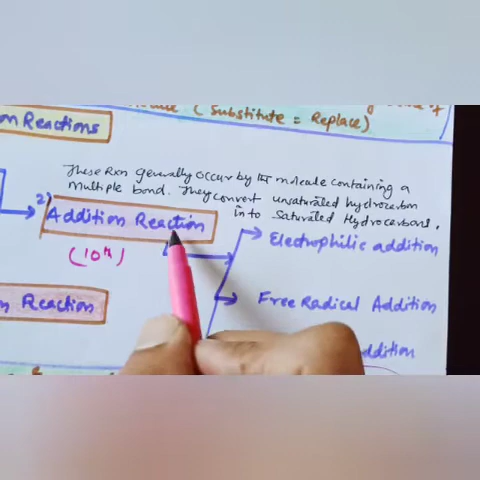 (Substitute = Replace)
on Reactions
These Rxn generally occur by the molecule containing a
multiple bond. They convert unsaturated hydrocarbon
into saturated Hydrocarbons.
2)
Addition Reaction
(10th)
Electrophilic addition
Free Radical Addition
n Reaction
ddition